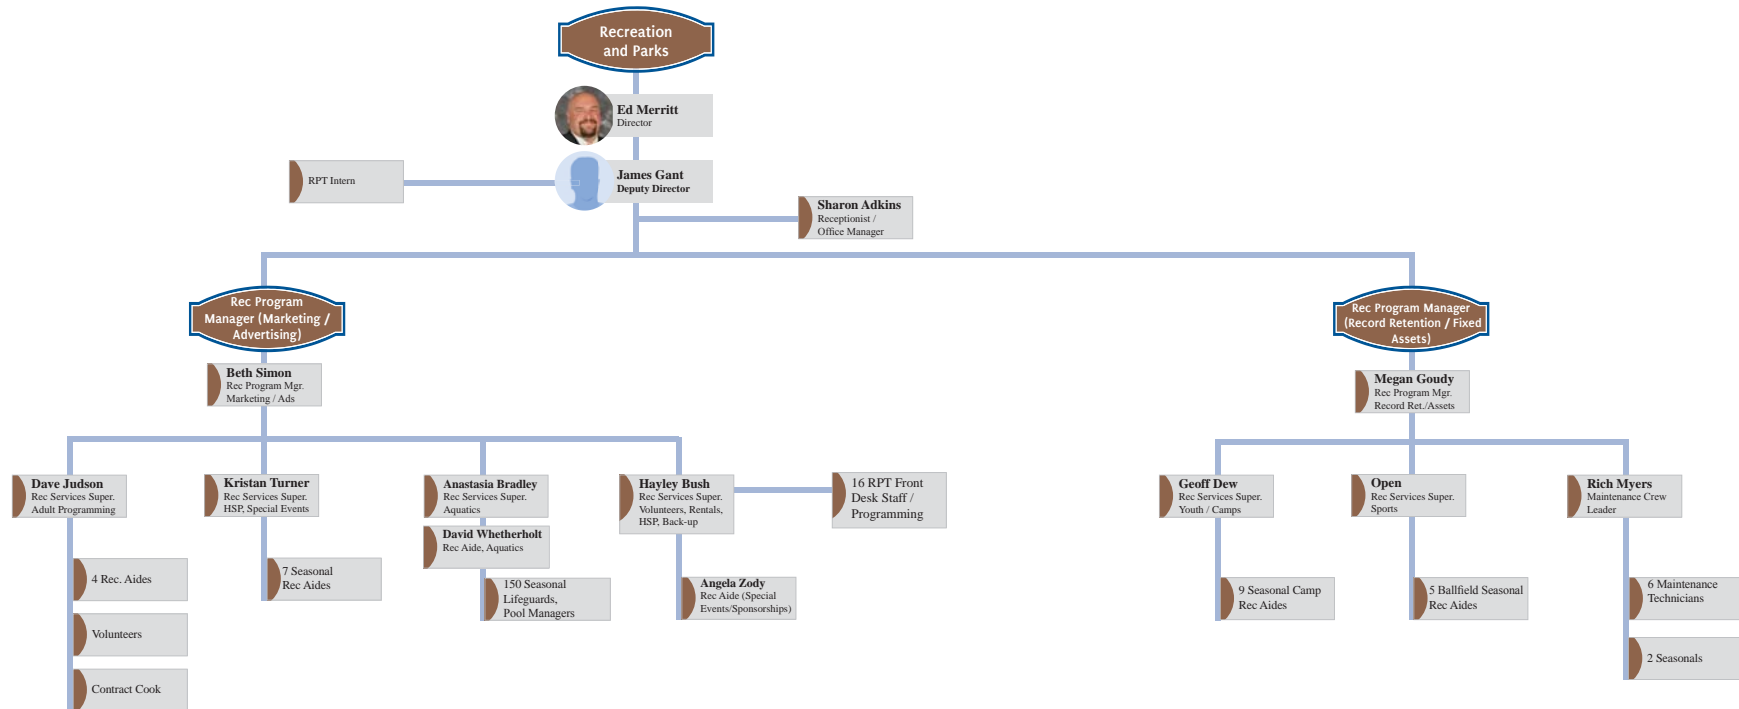 Recreation
and Parks
Ed Merritt
Director
RPT Intern
James Gant
Deputy Director
Sharon Adkins
Receptionist /
Office Manager
Rec Program
Manager (Marketing /
Advertising)
Rec Program Manager
(Record Retention / Fixed
Assets)
Beth Simon
Rec Program Mgr.
Marketing / Ads
Megan Goudy
Rec Program Mgr.
Record Ret./Assets
Dave Judson
Rec Services Super.
Adult Programming
Kristan Turner
Rec Services Super.
HSP, Special Events
Anastasia Bradley
Rec Services Super.
Aquatics
Hayley Bush
Rec Services Super.
Volunteers, Rentals,
HSP, Back-up
16 RPT Front
Desk Staff /
Programming
Geoff Dew
Rec Services Super.
Youth / Camps
Open
Rec Services Super.
Sports
Rich Myers
Maintenance Crew
Leader
David Whetherholt
Rec Aide, Aquatics
4 Rec. Aides
7 Seasonal
Rec Aides
150 Seasonal
Lifeguards,
Pool Managers
Angela Zody
Rec Aide (Special
Events/Sponsorships)
9 Seasonal Camp
Rec Aides
5 Ballfield Seasonal
Rec Aides
6 Maintenance
Technicians
Volunteers
2 Seasonals
Contract Cook